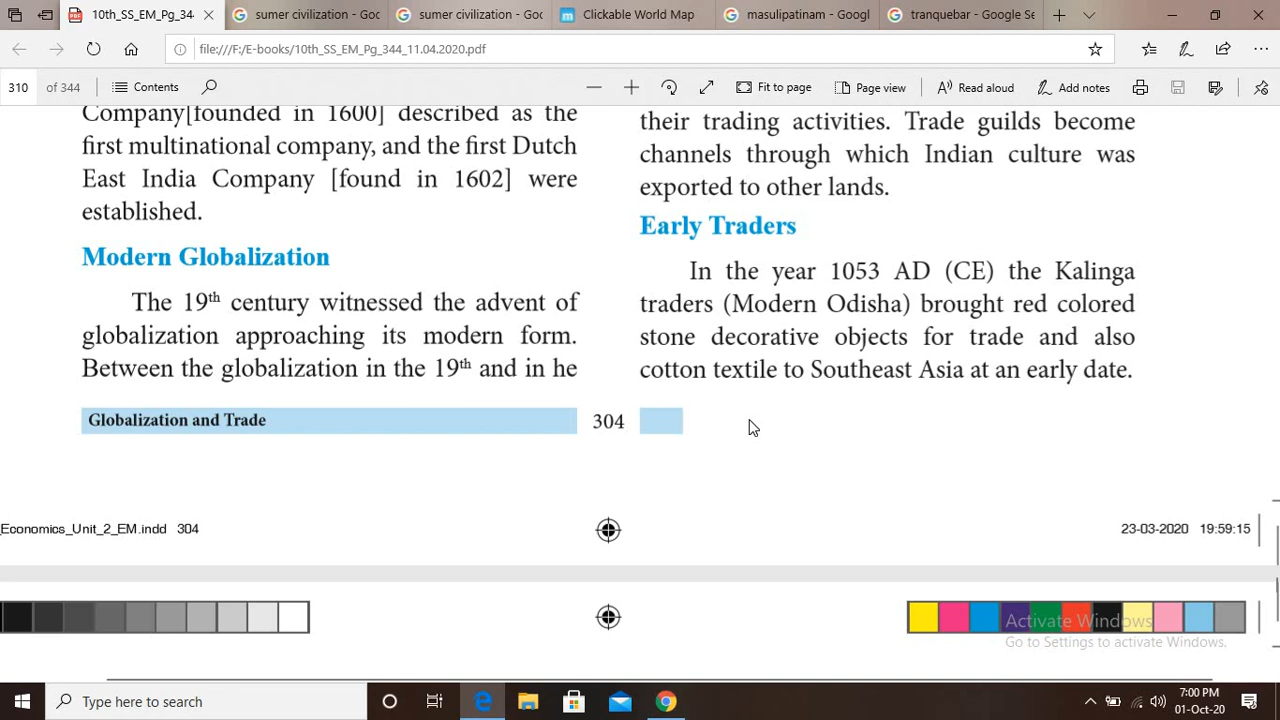 10th_SS_EM_Pg_34
sumer civilization - Goo
sumer civilization - Goo
Clickable World Map
masulipatinam - Googl
tranquebar - Google Se
file:///F:/E-books/10th_SS_EM_Pg_344_11.04.2020.pdf
310 of 344
Contents
Fit to page
Page view
Read aloud
Add notes
Company[founded in 1600] described as the
first multinational company, and the first Dutch
East India Company [found in 1602] were
established.
Modern Globalization
The 19th century witnessed the advent of
globalization approaching its modern form.
Between the globalization in the 19th and in he
their trading activities. Trade guilds become
channels through which Indian culture was
exported to other lands.
Early Traders
In the year 1053 AD (CE) the Kalinga
traders (Modern Odisha) brought red colored
stone decorative objects for trade and also
cotton textile to Southeast Asia at an early date.
Globalization and Trade 304
_Economics_Unit_2_EM.indd 304
23-03-2020 19:59:15
Activate Windows
Go to Settings to activate Windows.
Type here to search
7:00 PM
01-Oct-20